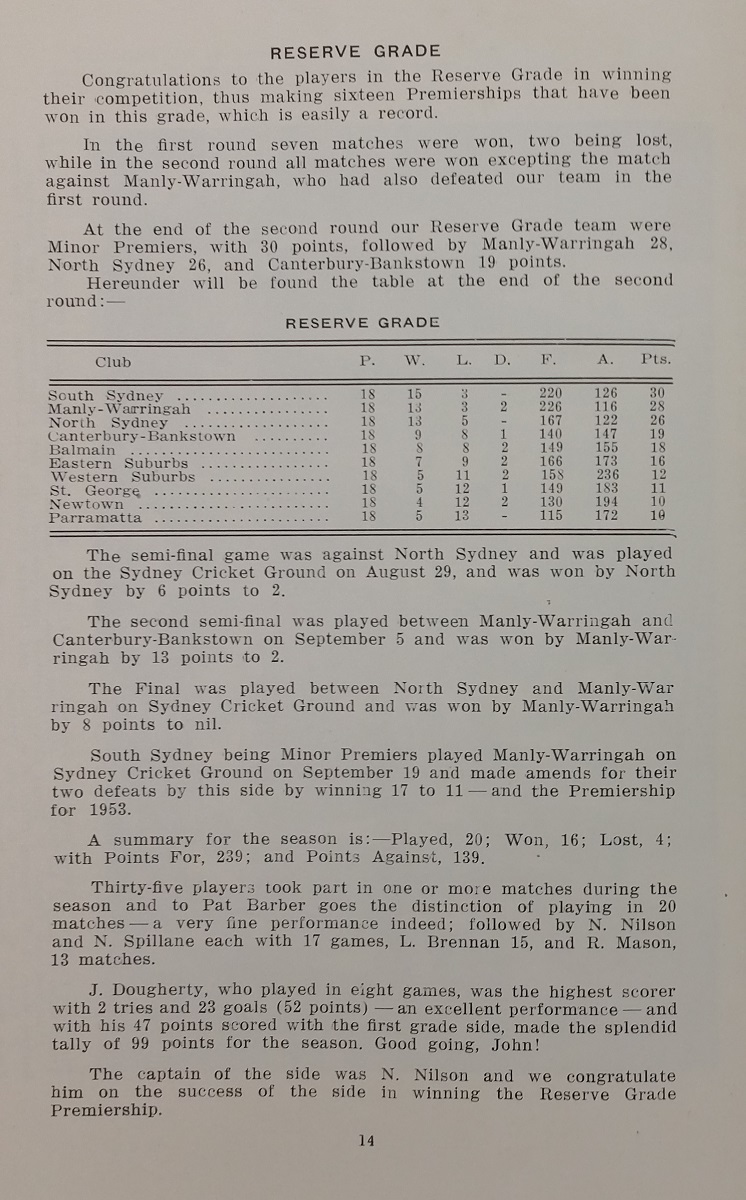 RESERVE GRADE
Congratulations to the players in the Reserve Grade in winning
their competition, thus making sixteen Premierships that have been
won in this grade, which is easily a record.
In the first round seven matches were won, two being lost,
while in the second round all matches were won excepting the match
against Manly-Warringah, who had also defeated our team in the
first round.
At the end of the second round our Reserve Grade team were
Minor Premiers, with 30 points, followed by Manly-Warringah 28,
North Sydney 26, and Canterbury-Bankstown 19 points.
Hereunder will be found the table at the end of the second
round:—
RESERVE GRADE
Club P. W. L. D. F. A. Pts.
South Sydney .................... 18 15 3 - 220 126 30
Manly-Warringah ................ 18 13 3 2 226 116 28
North Sydney ................... 18 13 5 - 167 122 26
Canterbury-Bankstown .......... 18 9 8 1 140 147 19
Balmain .......................... 18 8 8 2 149 155 18
Eastern Suburbs ................. 18 7 9 2 166 173 16
Western Suburbs ................ 18 5 11 2 158 236 12
St. George ....................... 18 5 12 1 149 183 11
Newtown ......................... 18 4 12 2 130 194 10
Parramatta ....................... 18 5 13 - 115 172 10
The semi-final game was against North Sydney and was played
on the Sydney Cricket Ground on August 29, and was won by North
Sydney by 6 points to 2.
The second semi-final was played between Manly-Warringah and
Canterbury-Bankstown on September 5 and was won by Manly-War-
ringah by 13 points to 2.
The Final was played between North Sydney and Manly-War
ringah on Sydney Cricket Ground and was won by Manly-Warringah
by 8 points to nil.
South Sydney being Minor Premiers played Manly-Warringah on
Sydney Cricket Ground on September 19 and made amends for their
two defeats by this side by winning 17 to 11 — and the Premiership
for 1953.
A summary for the season is:—Played, 20; Won, 16; Lost, 4;
with Points For, 239; and Points Against, 139.
Thirty-five players took part in one or more matches during the
season and to Pat Barber goes the distinction of playing in 20
matches — a very fine performance indeed; followed by N. Nilson
and N. Spillane each with 17 games, L. Brennan 15, and R. Mason,
13 matches.
J. Dougherty, who played in eight games, was the highest scorer
with 2 tries and 23 goals (52 points) — an excellent performance — and
with his 47 points scored with the first grade side, made the splendid
tally of 99 points for the season. Good going, John!
The captain of the side was N. Nilson and we congratulate
him on the success of the side in winning the Reserve Grade
Premiership.
14